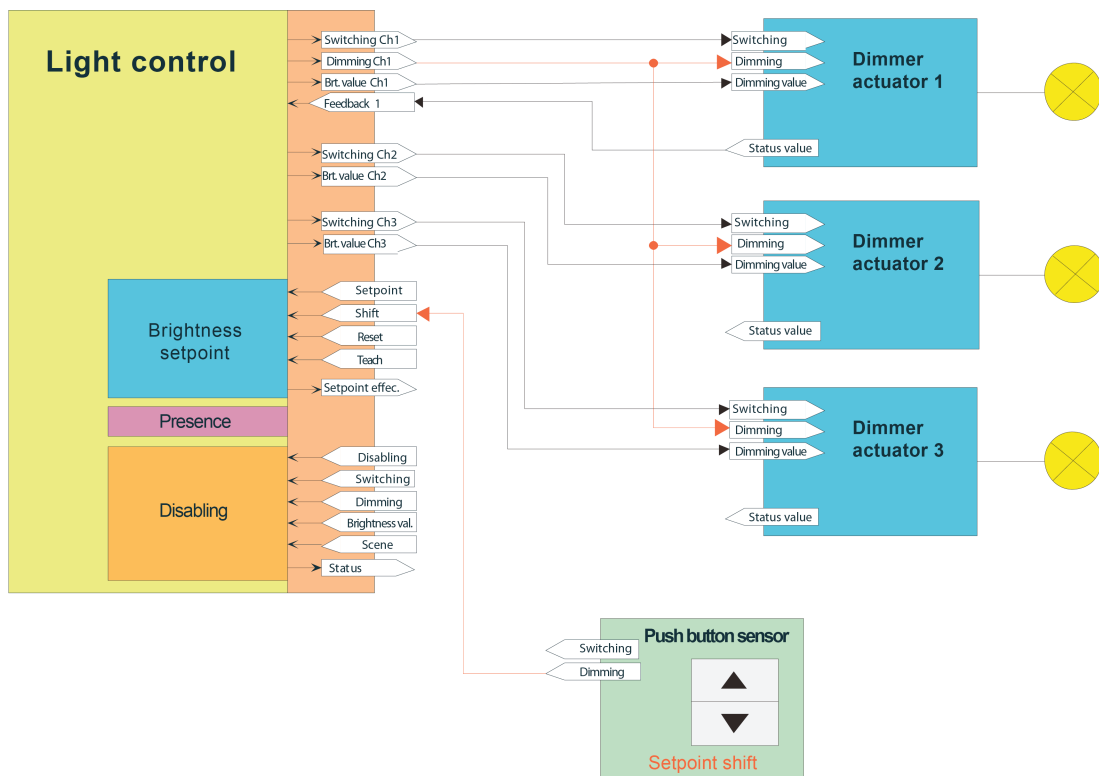 Light control
Switching Ch1
Dimming Ch1
Brt. value Ch1
Feedback 1
Switching Ch2
Brt. value Ch2
Switching Ch3
Brt. value Ch3
Brightness
setpoint
Setpoint
Shift
Reset
Teach
Setpoint effec.
Presence
Disabling
Disabling
Switching
Dimming
Brightness val.
Scene
Status
Switching
Dimming
Dimming value
Status value
Dimmer
actuator 1
Switching
Dimming
Dimming value
Status value
Dimmer
actuator 2
Switching
Dimming
Dimming value
Status value
Dimmer
actuator 3
Push button sensor
Switching
Dimming
Setpoint shift